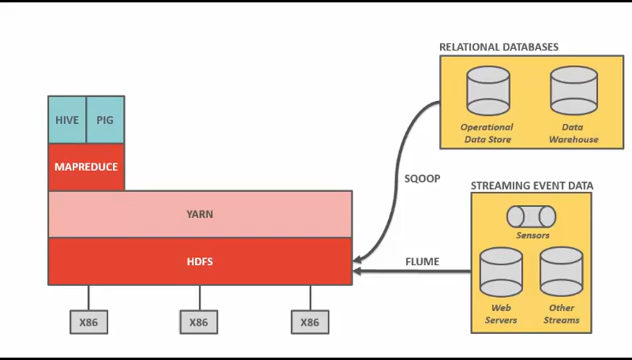 RELATIONAL DATABASES
Operational
Data Store
Data
Warehouse
HIVE
PIG
MAPREDUCE
SQOOP
STREAMING EVENT DATA
YARN
Sensors
HDFS
FLUME
Web
Servers
Other
Streams
X86
X86
X86